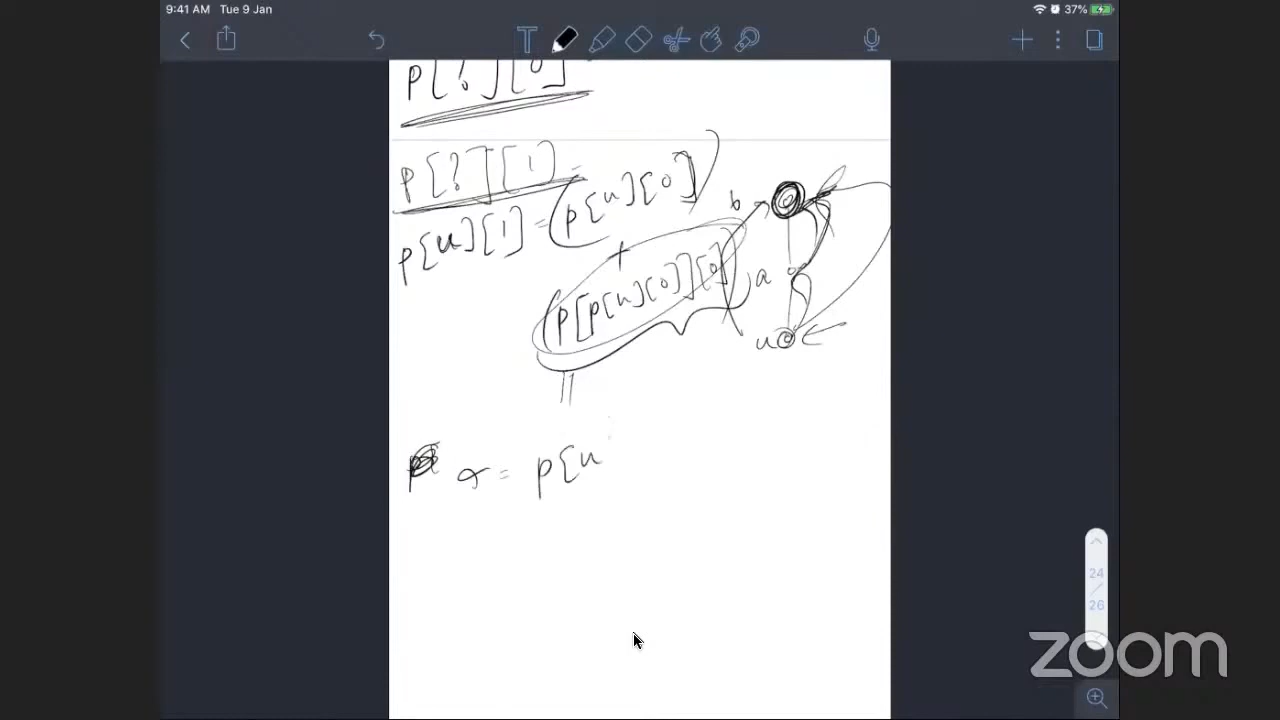 9:41 AM Tue 9 Jan
37%
T
p[?][0]
p[?][1] =
p[u][1] = (p[u][0])
+
(p[p[u][0]][0])
b
a
u
= p[u
24
/
26
zoom